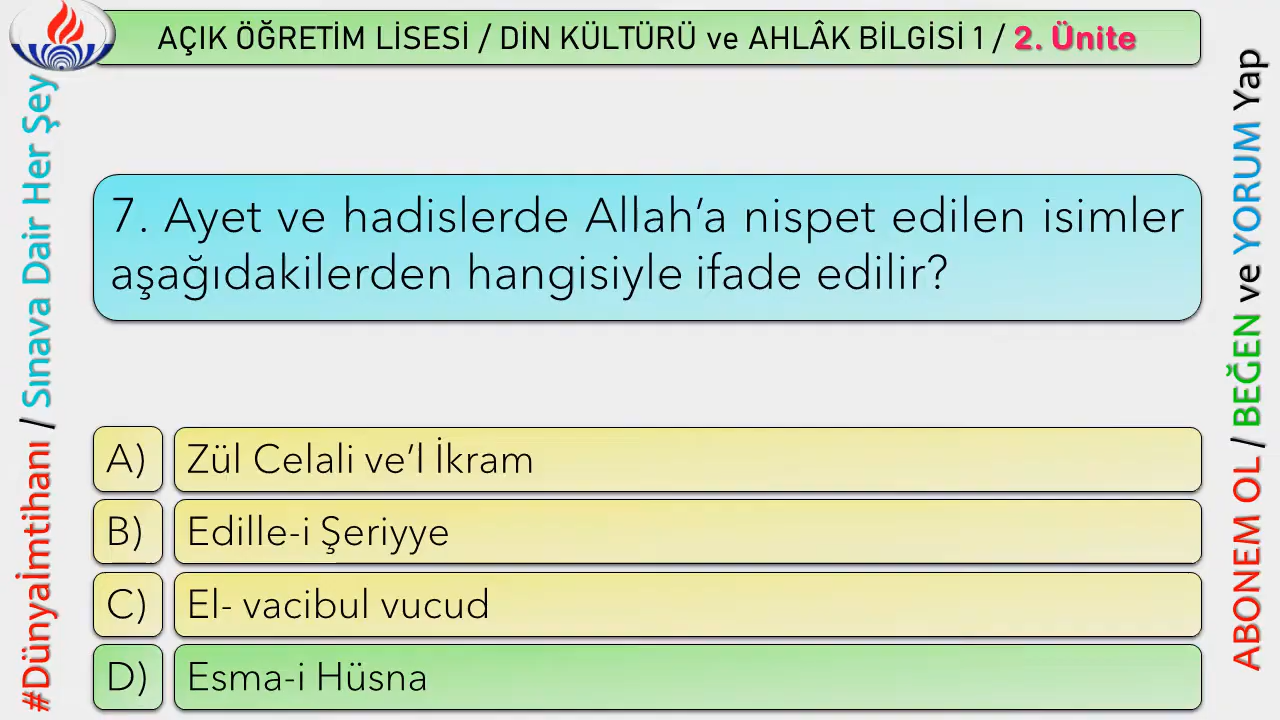 AÇIK ÖĞRETİM LİSESİ / DİN KÜLTÜRÜ ve AHLÂK BİLGİSİ 1 / 2. Ünite
#Dünyaimtihanı / Sınava Dair Her Şey
7. Ayet ve hadislerde Allah’a nispet edilen isimler
aşağıdakilerden hangisiyle ifade edilir?
A) Zül Celali ve’l İkram
B) Edille-i Şeriyye
C) El- vacibul vucud
D) Esma-i Hüsna
ABONEM OL / BEĞEN ve YORUM Yap